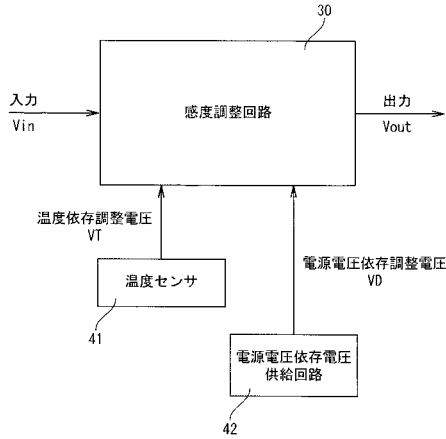 30
入力
Vin
感度調整回路
出力
Vout
温度依存調整電圧
VT
電源電圧依存調整電圧
VD
温度センサ
41
電源電圧依存電圧
供給回路
42